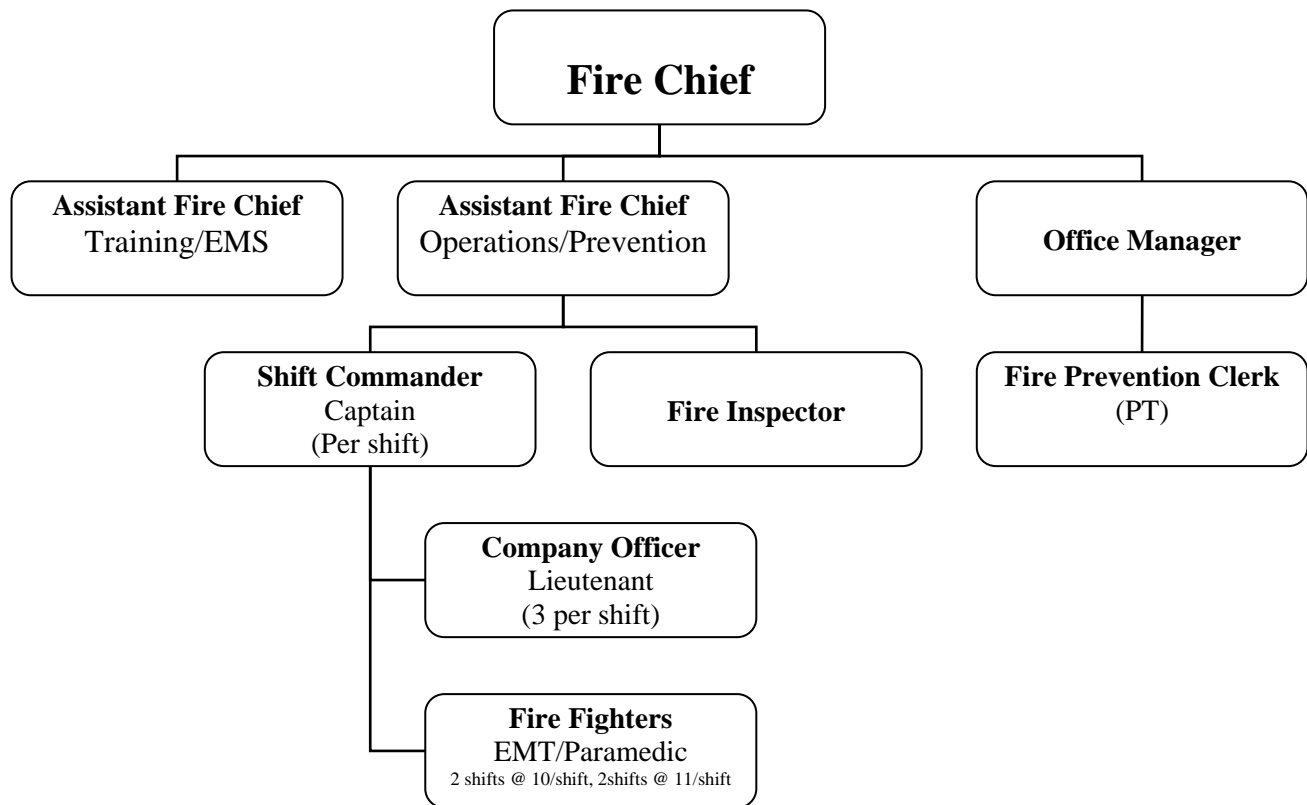 Fire Chief
Assistant Fire Chief
Training/EMS
Assistant Fire Chief
Operations/Prevention
Office Manager
Shift Commander
Captain
(Per shift)
Fire Inspector
Fire Prevention Clerk
(PT)
Company Officer
Lieutenant
(3 per shift)
Fire Fighters
EMT/Paramedic
2 shifts @ 10/shift, 2shifts @ 11/shift